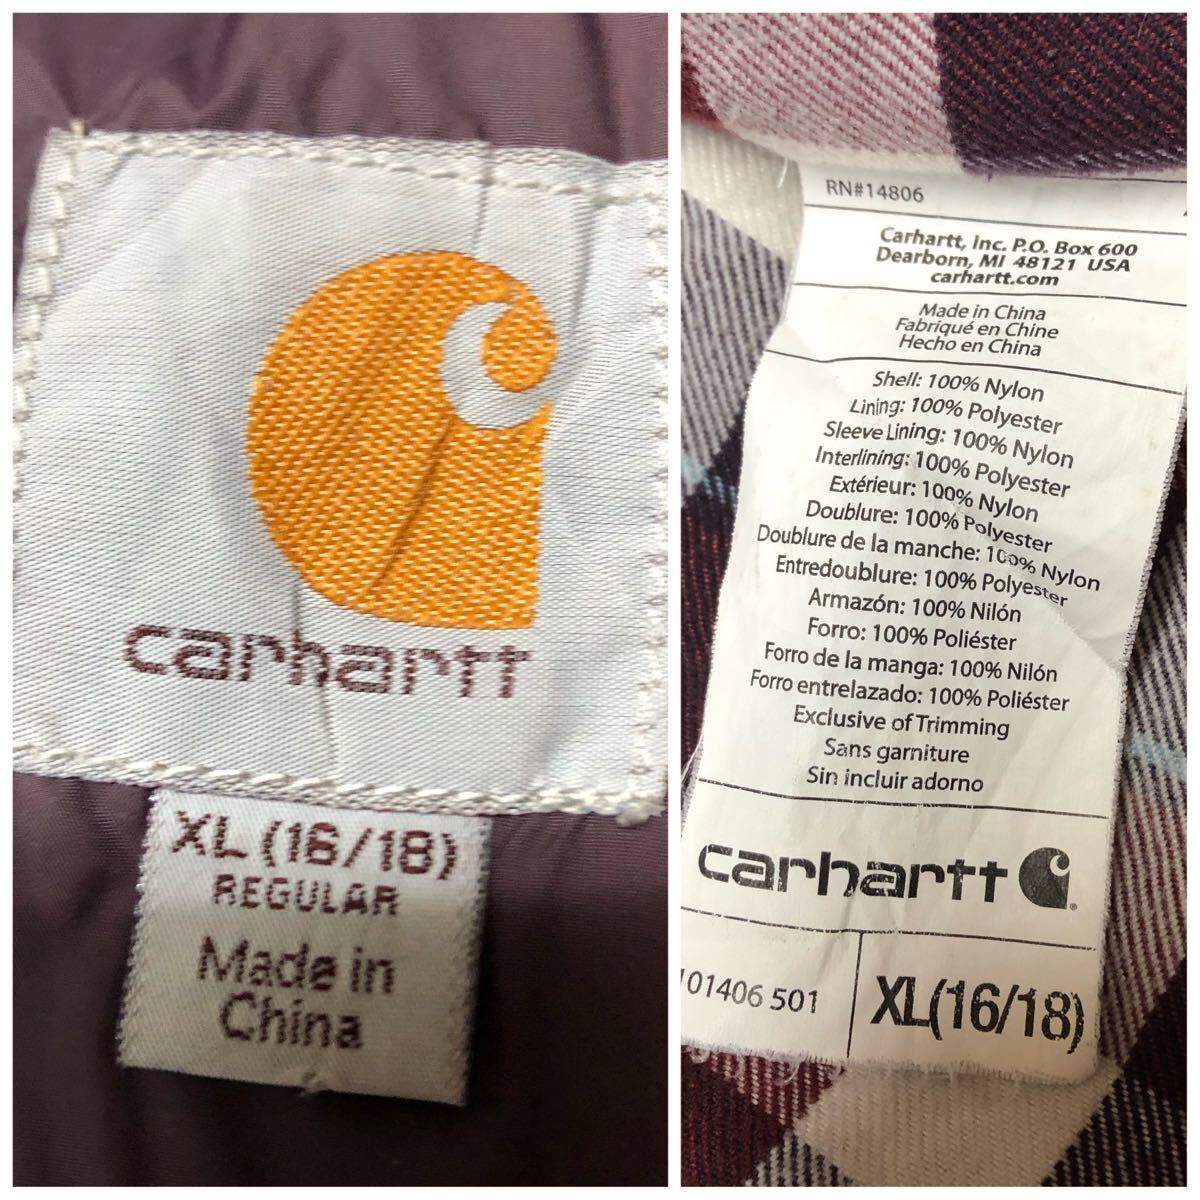 carhartt
XL (16/18)
REGULAR
Made in
China
RN#14806
Carhartt, Inc. P.O. Box 600
Dearborn, MI 48121 USA
carhartt.com
Made in China
Fabriqué en Chine
Hecho en China
Shell: 100% Nylon
Lining: 100% Polyester
Sleeve Lining: 100% Nylon
Interlining: 100% Polyester
Extérieur: 100% Nylon
Doublure: 100% Polyester
Doublure de la manche: 100% Nylon
Entredoublure: 100% Polyester
Armazón: 100% Nilón
Forro: 100% Poliéster
Forro de la manga: 100% Nilón
Forro entrelazado: 100% Poliéster
Exclusive of Trimming
Sans garniture
Sin incluir adorno
carhartt
101406 501 XL(16/18)